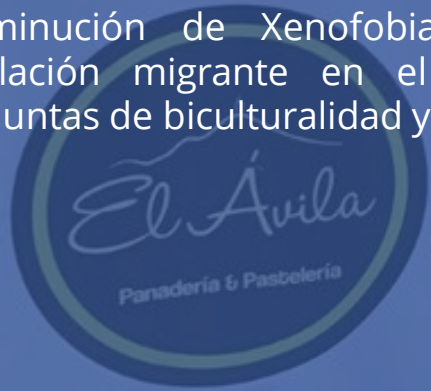 minución de Xenofobia
lación migrante en el
untas de biculturalidad y
El Ávila
Panadería & Pastelería